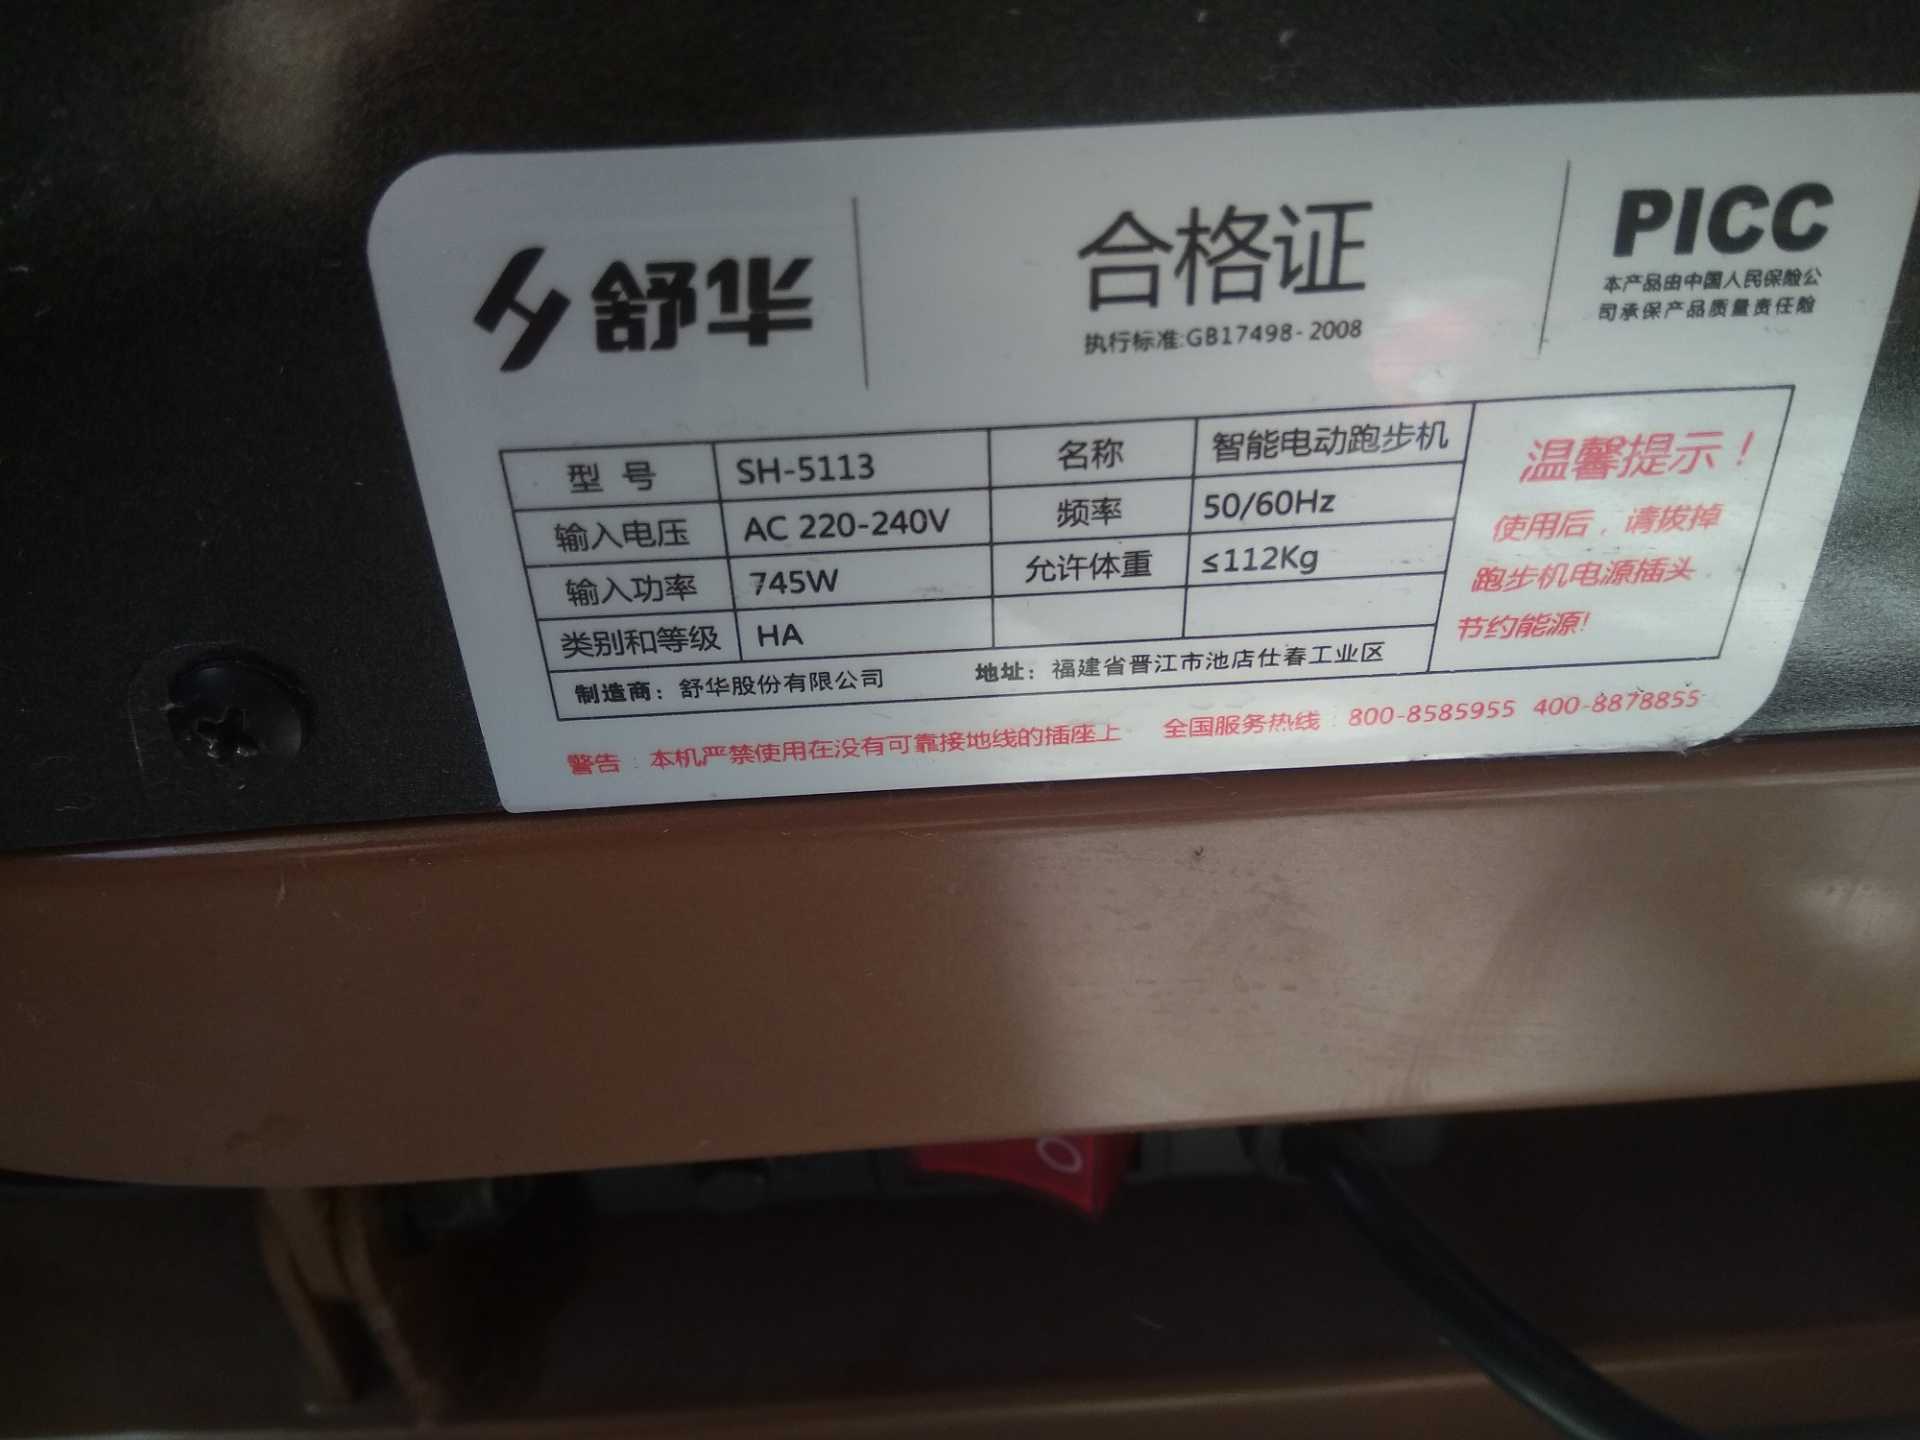 舒华
合格证
执行标准:GB17498-2008
PICC
本产品由中国人民保险公
司承保产品质量责任险
型 号 SH-5113 名称 智能电动跑步机
输入电压 AC 220-240V 频率 50/60Hz
输入功率 745W 允许体重 ≤112Kg
类别和等级 HA
制造商：舒华股份有限公司 地址：福建省晋江市池店仕春工业区
温馨提示！
使用后，请拔掉
跑步机电源插头
节约能源!
警告：本机严禁使用在没有可靠接地线的插座上 全国服务热线：800-8585955 400-8878855
O